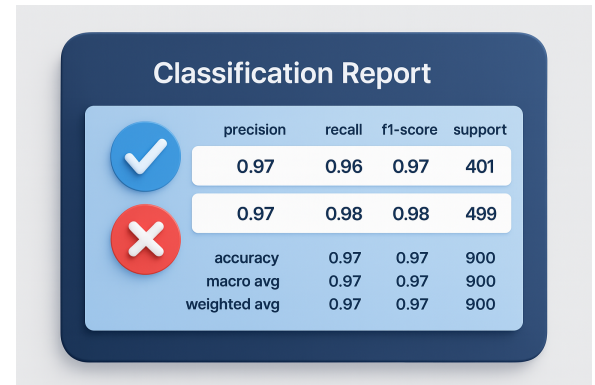 Classification Report
precision recall f1-score support
0.97 0.96 0.97 401
0.97 0.98 0.98 499
accuracy 0.97 0.97 900
macro avg 0.97 0.97 900
weighted avg 0.97 0.97 900